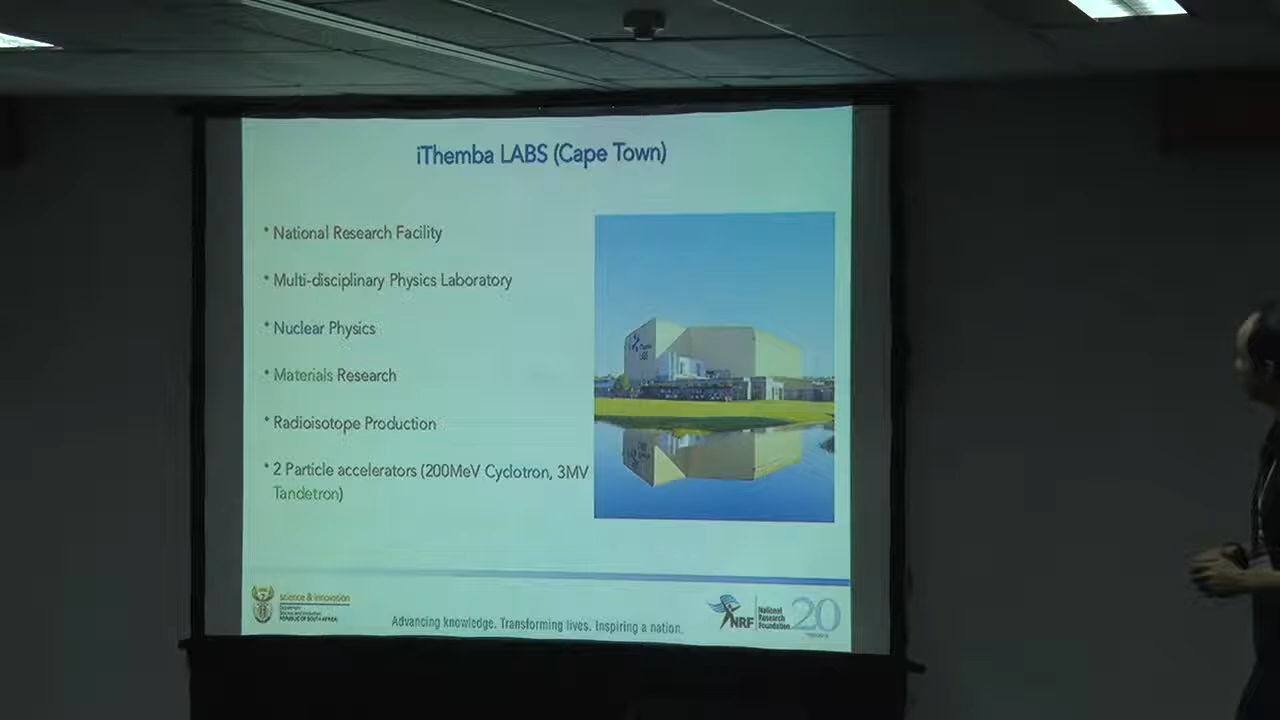 iThemba LABS (Cape Town)
* National Research Facility
* Multi-disciplinary Physics Laboratory
* Nuclear Physics
* Materials Research
* Radioisotope Production
* 2 Particle accelerators (200MeV Cyclotron, 3MV
Tandetron)
iThemba
LABS
science & innovation
Department:
Science and Innovation
REPUBLIC OF SOUTH AFRICA
Advancing knowledge. Transforming lives. Inspiring a nation.
NRF
National
Research
Foundation
20